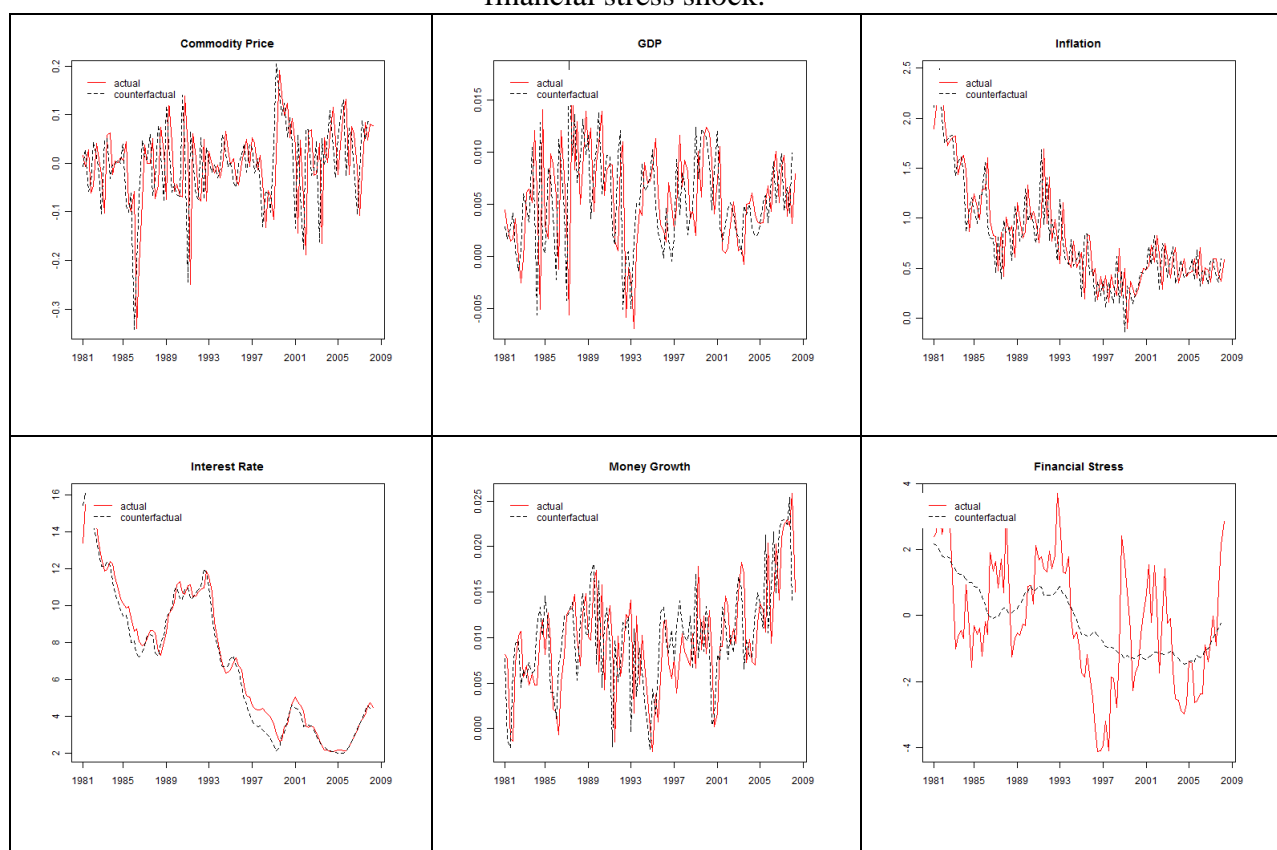 financial stress shock.
Commodity Price
actual
counterfactual
0.2
0.1
0.0
-0.1
-0.2
-0.3
1981 1985 1989 1993 1997 2001 2005 2009
GDP
actual
counterfactual
0.015
0.010
0.005
0.000
-0.005
1981 1985 1989 1993 1997 2001 2005 2009
Inflation
actual
counterfactual
2.5
2.0
1.5
1.0
0.5
0.0
1981 1985 1989 1993 1997 2001 2005 2009
Interest Rate
actual
counterfactual
16
14
12
10
8
6
4
2
1981 1985 1989 1993 1997 2001 2005 2009
Money Growth
actual
counterfactual
0.025
0.020
0.015
0.010
0.005
0.000
1981 1985 1989 1993 1997 2001 2005 2009
Financial Stress
actual
counterfactual
4
2
0
-2
-4
1981 1985 1989 1993 1997 2001 2005 2009